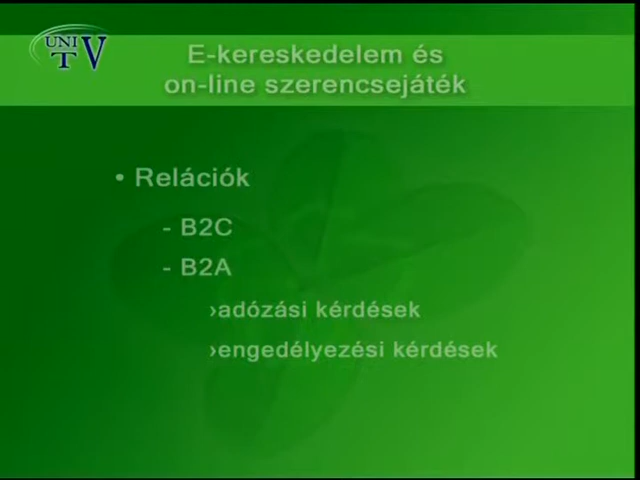 UNI
TV
E-kereskedelem és
on-line szerencsejáték
• Relációk
- B2C
- B2A
›adózási kérdések
›engedélyezési kérdések